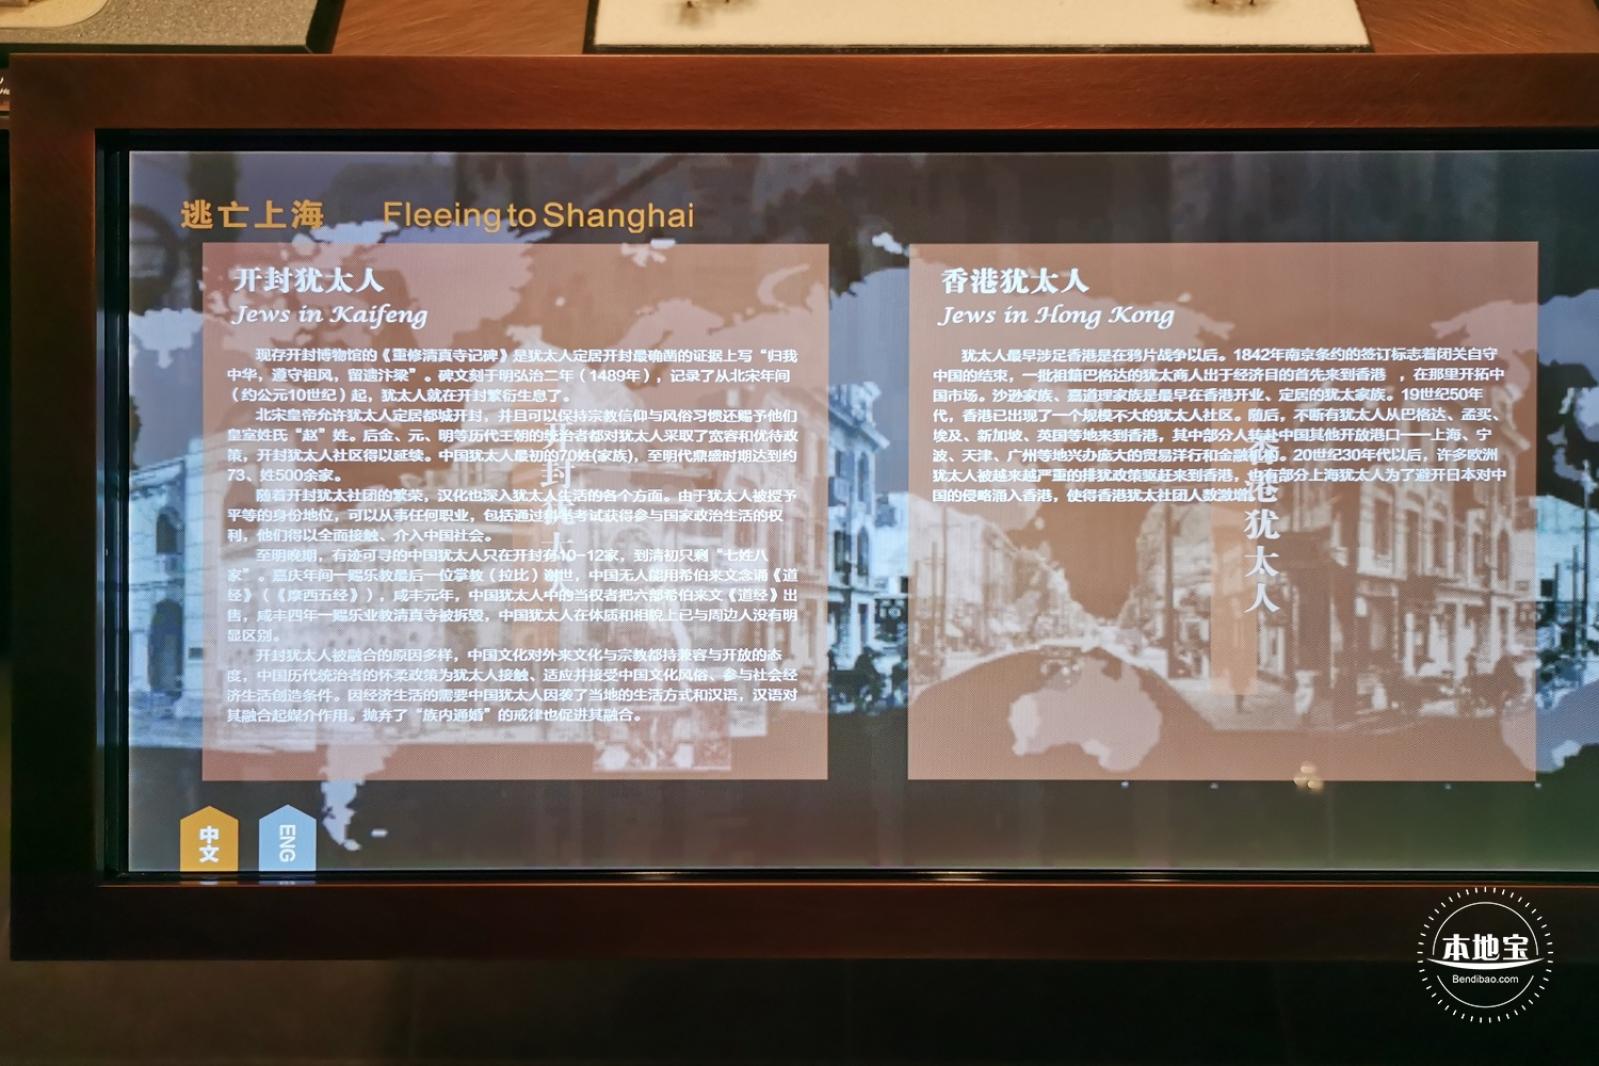 逃亡上海 Fleeing to Shanghai
开封犹太人
Jews in Kaifeng
现存开封博物馆的《重修清真寺记碑》是犹太人定居开封最确凿的证据上写“归我
中华，遵守祖风，留遗汴梁”。碑文刻于明弘治二年（1489年），记录了从北宋年间
（约公元10世纪）起，犹太人就在开封繁衍生息了。
北宋皇帝允许犹太人定居都城开封，并且可以保持宗教信仰与风俗习惯还赐予他们
皇室姓氏“赵”姓。后金、元、明等历代王朝的统治者都对犹太人采取了宽容和优待政
策，开封犹太人社区得以延续。中国犹太人最初的70姓(家族)，至明代鼎盛时期达到约
73、姓500余家。
随着开封犹太社团的繁荣，汉化也深入犹太人生活的各个方面。由于犹太人被授予
平等的身份地位，可以从事任何职业，包括通过科举考试获得参与国家政治生活的权
利，他们得以全面接触、介入中国社会。
至明晚期，有迹可寻的中国犹太人只在开封有10-12家，到清初只剩“七姓八
家”。嘉庆年间一赐乐教最后一位掌教（拉比）谢世，中国无人能用希伯来文念诵《道
经》（《摩西五经》），咸丰元年，中国犹太人中的当权者把六部希伯来文《道经》出
售，咸丰四年一赐乐业教清真寺被拆毁，中国犹太人在体质和相貌上已与周边人没有明
显区别。
开封犹太人被融合的原因多样，中国文化对外来文化与宗教都持兼容与开放的态
度，中国历代统治者的怀柔政策为犹太人接触、适应并接受中国文化风俗、参与社会经
济生活创造条件。因经济生活的需要中国犹太人因袭了当地的生活方式和汉语，汉语对
其融合起媒介作用。抛弃了“族内通婚”的戒律也促进其融合。
香港犹太人
Jews in Hong Kong
犹太人最早涉足香港是在鸦片战争以后。1842年南京条约的签订标志着闭关自守
中国的结束，一批祖籍巴格达的犹太商人出于经济目的首先来到香港 ，在那里开拓中
国市场。沙逊家族、嘉道理家族是最早在香港开业、定居的犹太家族。19世纪50年
代，香港已出现了一个规模不大的犹太人社区。随后，不断有犹太人从巴格达、孟买、
埃及、新加坡、英国等地来到香港，其中部分人转赴中国其他开放港口——上海、宁
波、天津、广州等地兴办庞大的贸易洋行和金融机构。20世纪30年代以后，许多欧洲
犹太人被越来越严重的排犹政策驱赶来到香港，也有部分上海犹太人为了避开日本对中
国的侵略涌入香港，使得香港犹太社团人数激增。
港犹太人
中文
ENG
本地宝
Bendibao.com